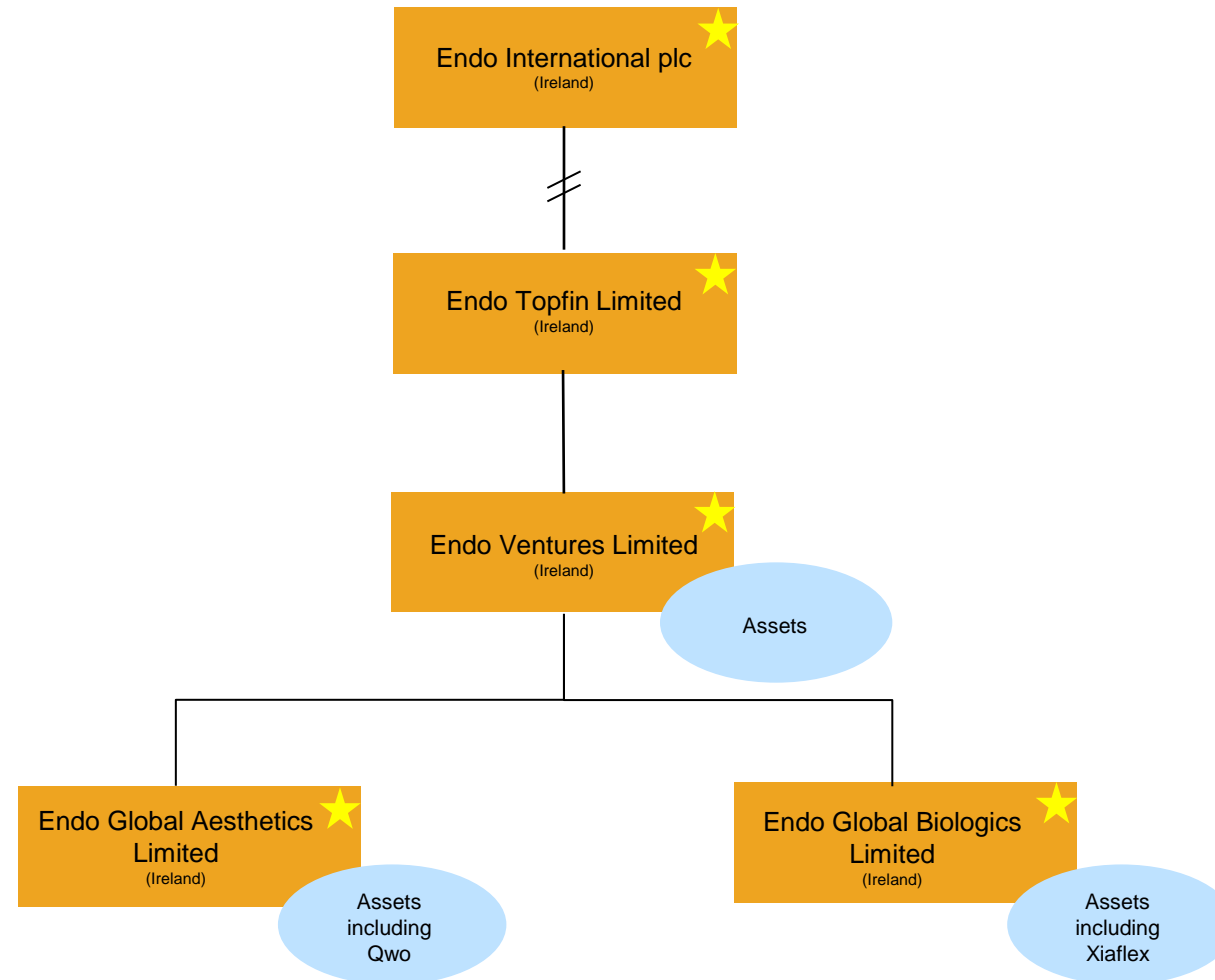 Endo International plc
(Ireland)
Endo Topfin Limited
(Ireland)
Endo Ventures Limited
(Ireland)
Assets
Endo Global Aesthetics
Limited
(Ireland)
Assets
including
Qwo
Endo Global Biologics
Limited
(Ireland)
Assets
including
Xiaflex